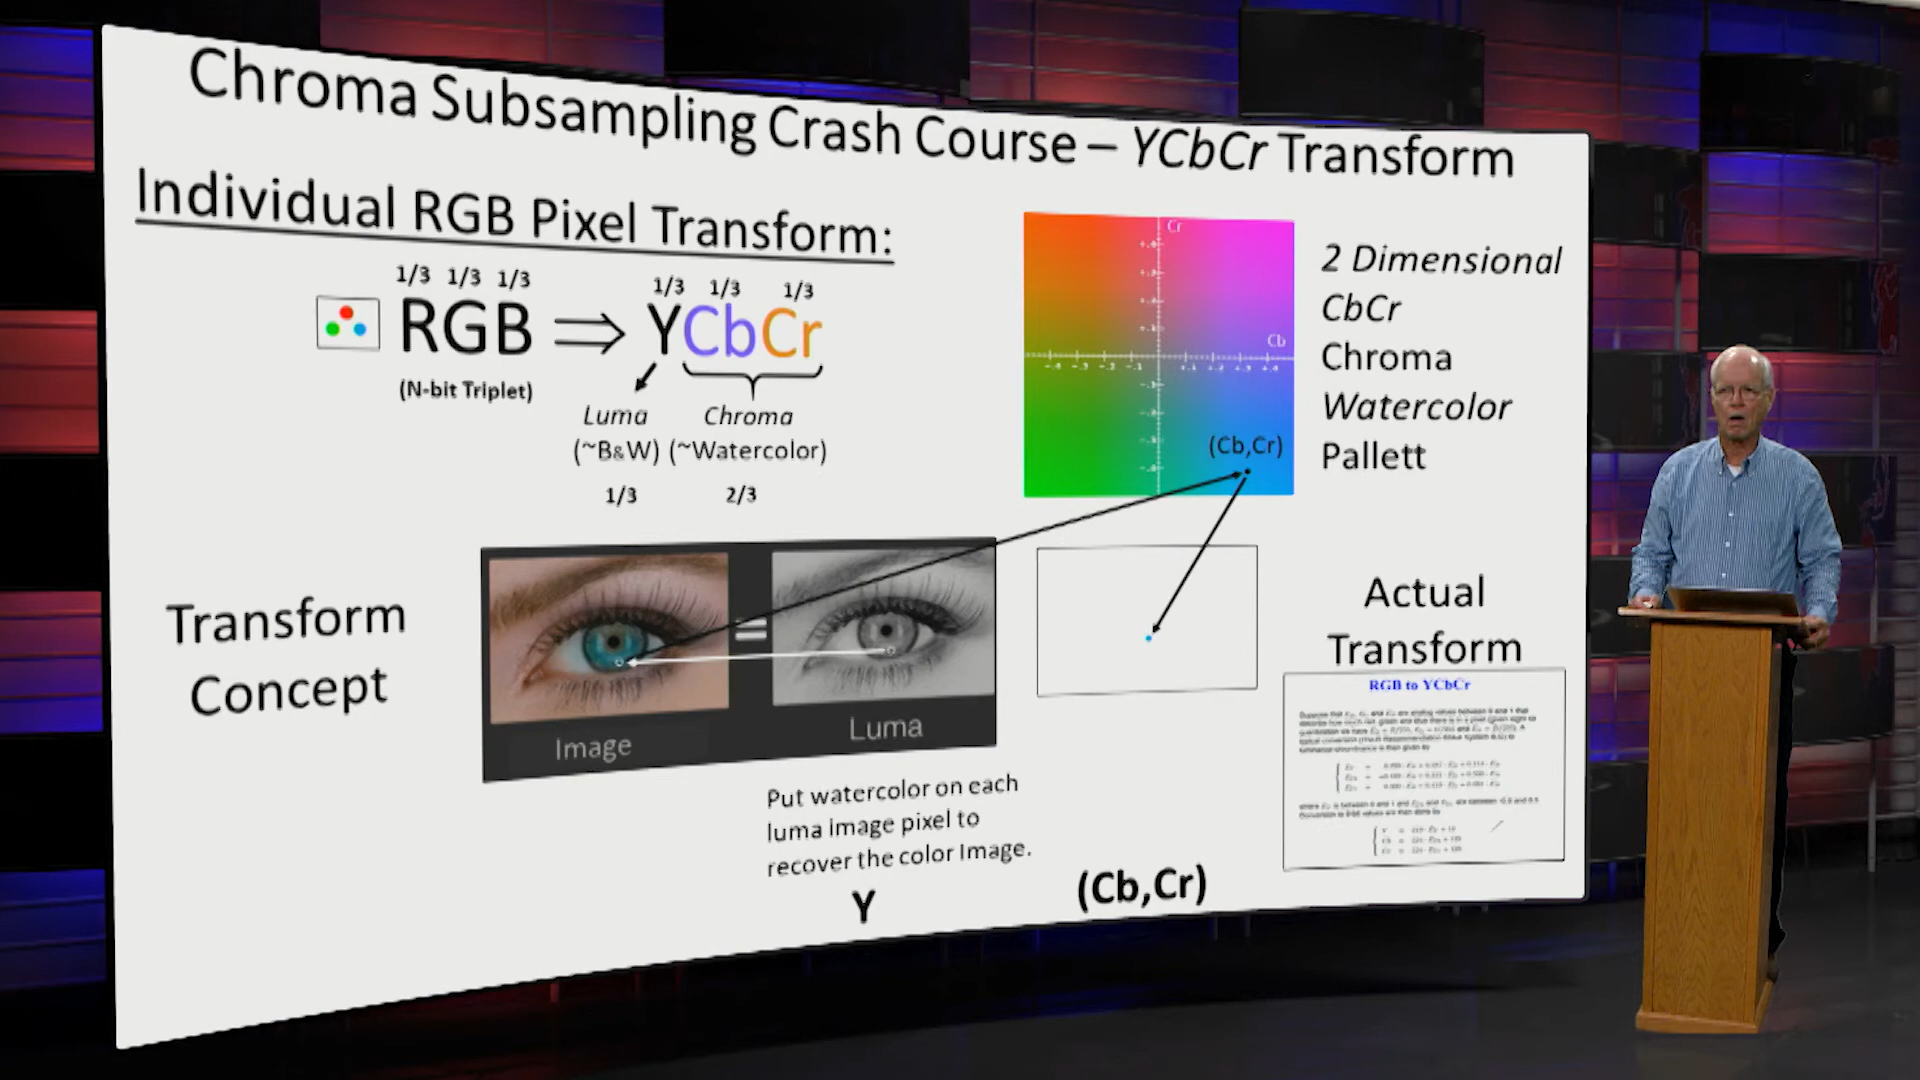 Chroma Subsampling Crash Course – YCbCr Transform
Individual RGB Pixel Transform:
1/3 1/3 1/3
RGB ⇒ YCbCr
1/3 1/3 1/3
(N-bit Triplet)
Luma Chroma
(~B&W) (~Watercolor)
1/3 2/3
Cr
Cb
(Cb,Cr)
2 Dimensional
CbCr
Chroma
Watercolor
Pallett
Transform
Concept
=
Image
Luma
Put watercolor on each
luma image pixel to
recover the color Image.
Y
(Cb,Cr)
Actual
Transform
RGB to YCbCr